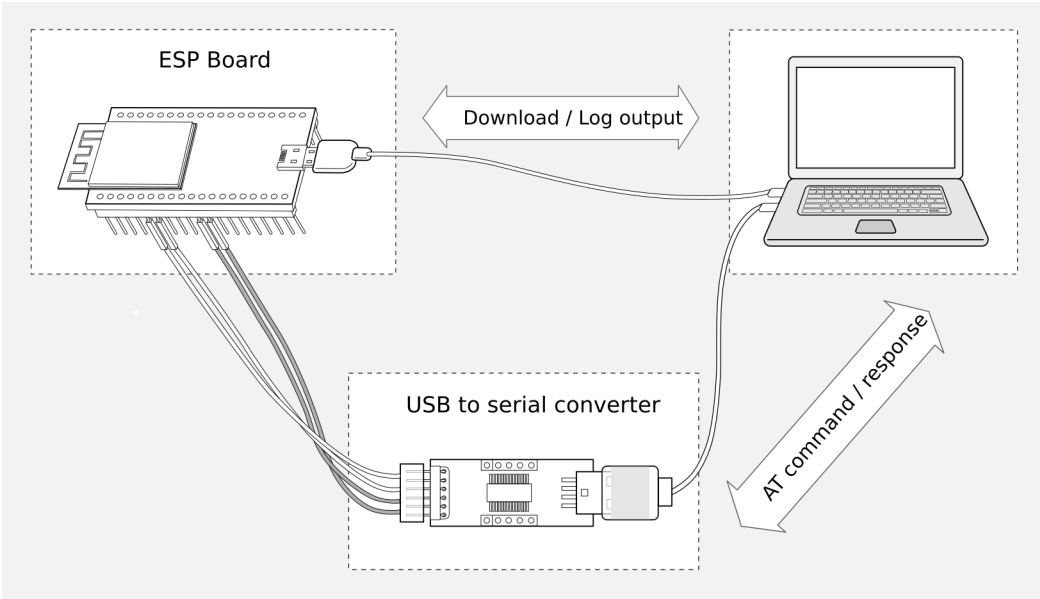 ESP Board
Download / Log output
USB to serial converter
AT command / response